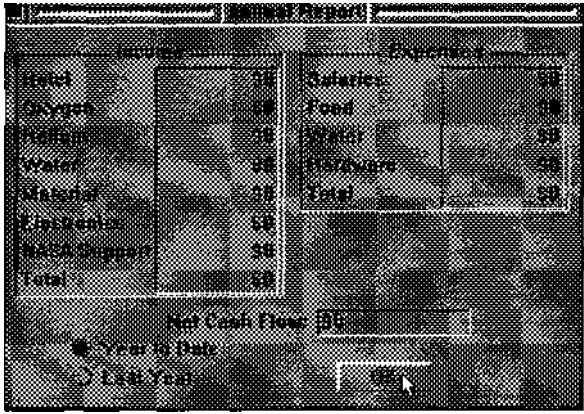 Annual Report
Income
Hotel $0
Oxygen $0
Helium $0
Water $0
Material $0
Electronics $0
NASA Support $0
Total $0
Expenses
Salaries $0
Food $0
Water $0
Hardware $0
Total $0
Net Cash Flow: $0
Year to Date
Last Year
OK